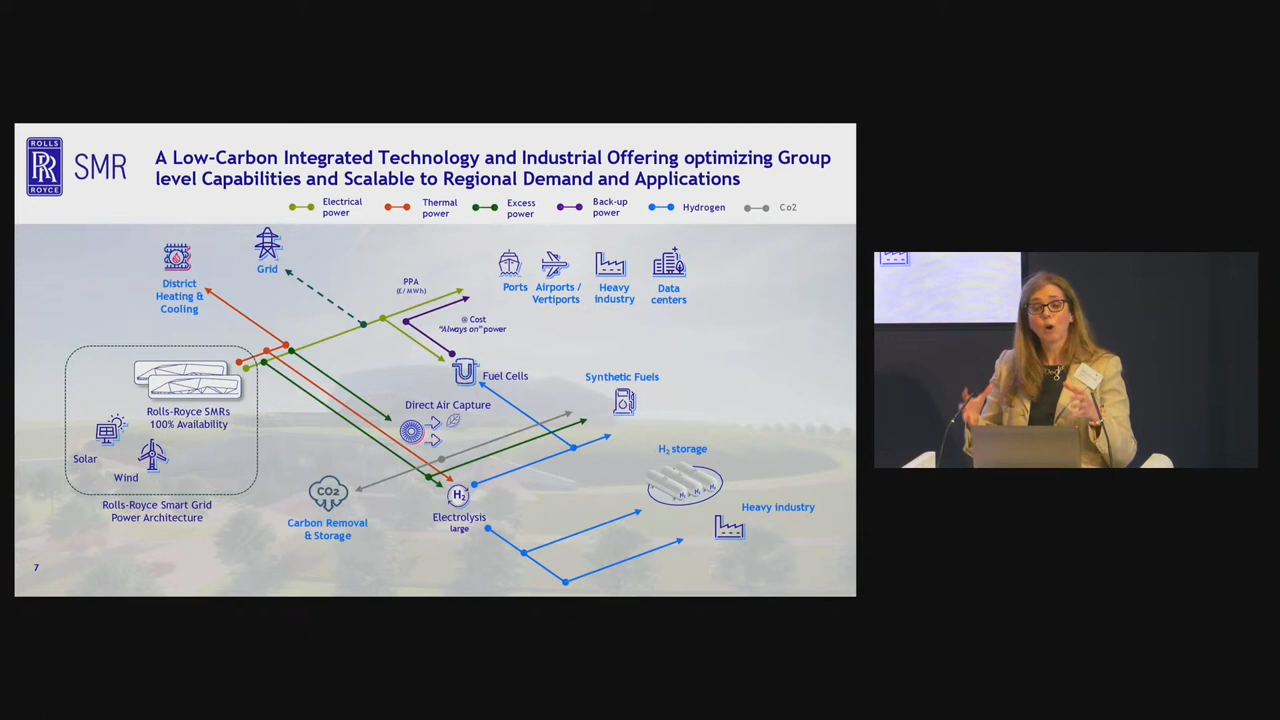 ROLLS
RR
ROYCE
SMR
A Low-Carbon Integrated Technology and Industrial Offering optimizing Group
level Capabilities and Scalable to Regional Demand and Applications
Electrical
power
Thermal
power
Excess
power
Back-up
power
Hydrogen
Co2
District
Heating &
Cooling
Grid
PPA
(£/MWh)
@ Cost
"Always on" power
Ports
Airports /
Vertiports
Heavy
industry
Data
centers
Rolls-Royce SMRs
100% Availability
Solar
Wind
Rolls-Royce Smart Grid
Power Architecture
Fuel Cells
Direct Air Capture
Synthetic Fuels
CO2
Carbon Removal
& Storage
H2
Electrolysis
large
H2 storage
H2 H2 H2
Heavy industry
7